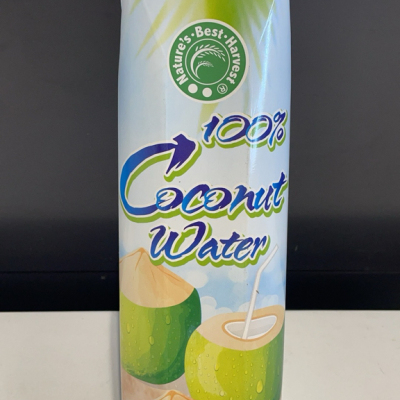 Nature's·Best·Harvest
®
100%
Coconut
Water